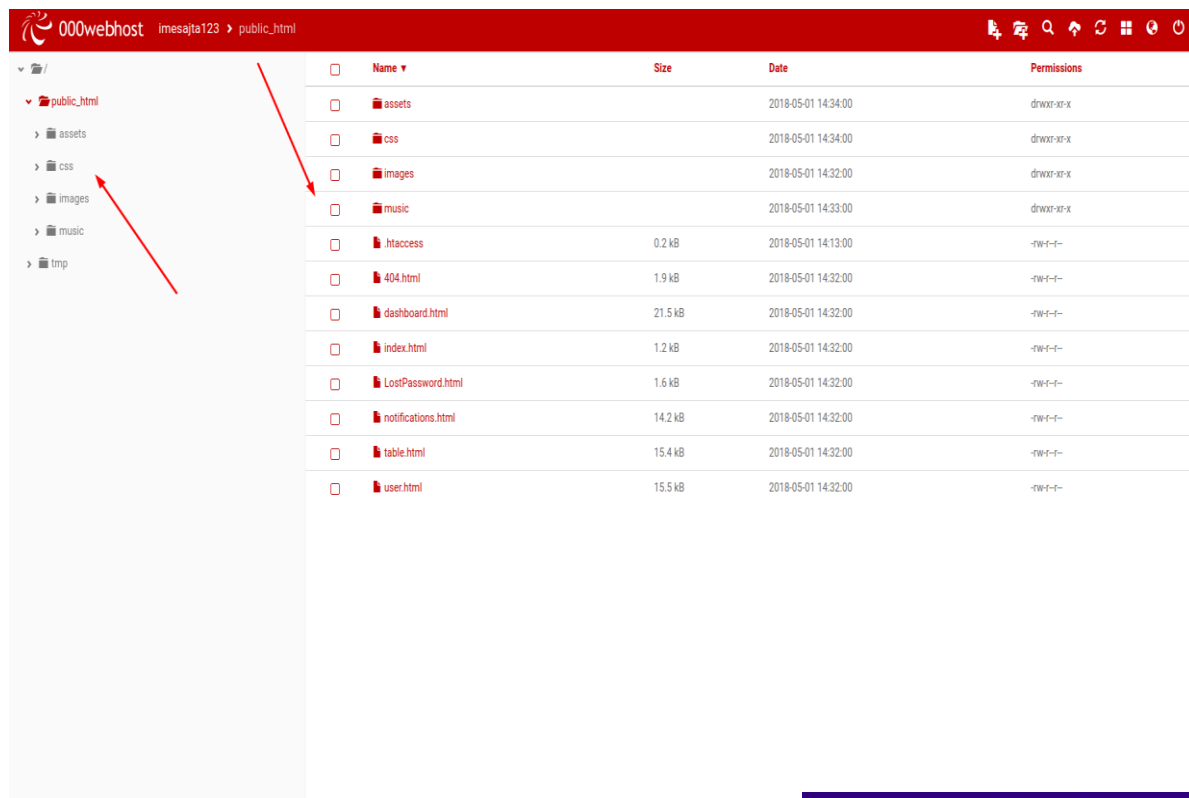 000webhost imesajta123 > public_html
/
public_html
assets
css
images
music
tmp
Name ▾ Size Date Permissions
assets 2018-05-01 14:34:00 drwxr-xr-x
css 2018-05-01 14:34:00 drwxr-xr-x
images 2018-05-01 14:32:00 drwxr-xr-x
music 2018-05-01 14:33:00 drwxr-xr-x
.htaccess 0.2 kB 2018-05-01 14:13:00 -rw-r--r--
404.html 1.9 kB 2018-05-01 14:32:00 -rw-r--r--
dashboard.html 21.5 kB 2018-05-01 14:32:00 -rw-r--r--
index.html 1.2 kB 2018-05-01 14:32:00 -rw-r--r--
LostPassword.html 1.6 kB 2018-05-01 14:32:00 -rw-r--r--
notifications.html 14.2 kB 2018-05-01 14:32:00 -rw-r--r--
table.html 15.4 kB 2018-05-01 14:32:00 -rw-r--r--
user.html 15.5 kB 2018-05-01 14:32:00 -rw-r--r--